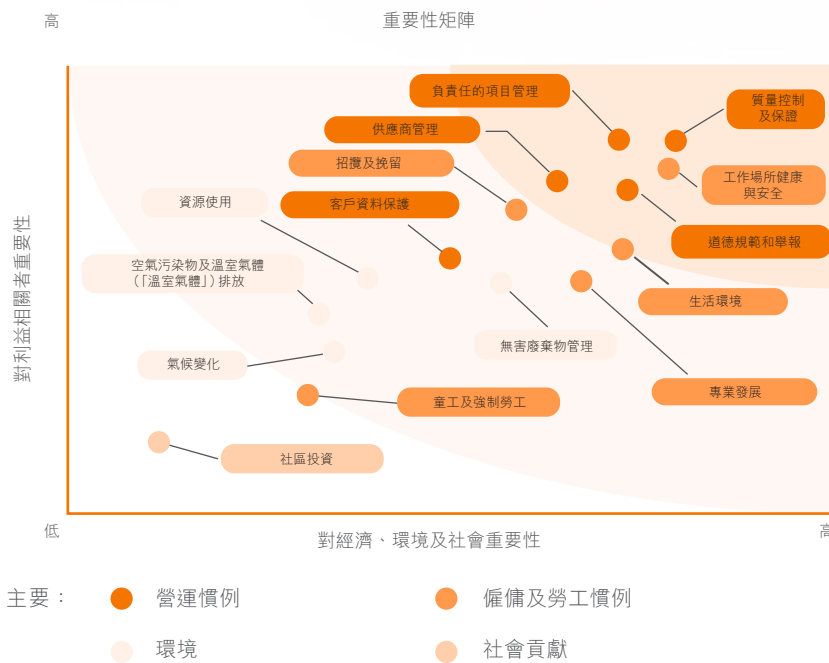 高
重要性矩陣
負責任的項目管理
質量控制
及保證
供應商管理
招攬及挽留
工作場所健康
與安全
資源使用
客戶資料保護
道德規範和舉報
空氣污染物及溫室氣體
（「溫室氣體」）排放
生活環境
無害廢棄物管理
氣候變化
專業發展
童工及強制勞工
社區投資
對利益相關者重要性
低
對經濟、環境及社會重要性
高
主要：
營運慣例
僱傭及勞工慣例
環境
社會貢獻